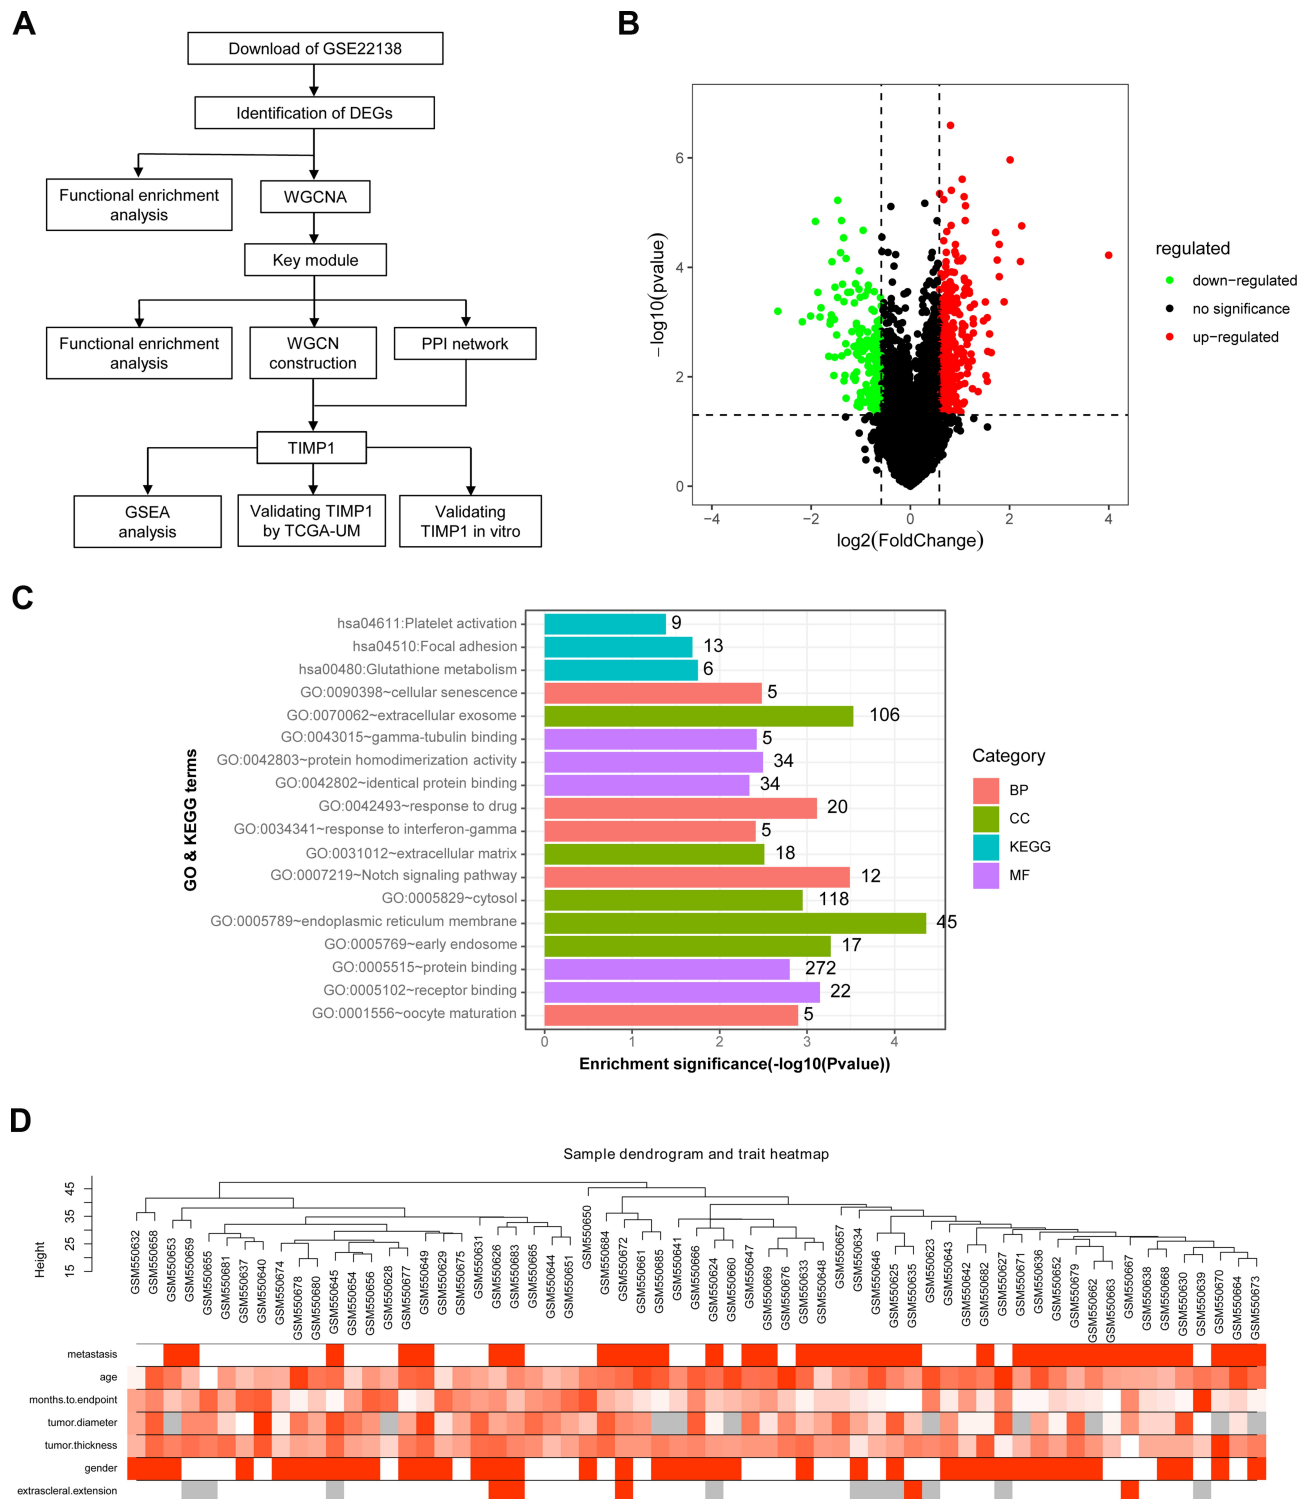 A
Download of GSE22138
Identification of DEGs
Functional enrichment
analysis
WGCNA
Key module
Functional enrichment
analysis
WGCN
construction
PPI network
TIMP1
GSEA
analysis
Validating TIMP1
by TCGA-UM
Validating
TIMP1 in vitro
B
−log10(pvalue)
6
4
2
0
−4
−2
0
2
4
log2(FoldChange)
regulated
down−regulated
no significance
up−regulated
C
GO & KEGG terms
hsa04611:Platelet activation 9
hsa04510:Focal adhesion 13
hsa00480:Glutathione metabolism 6
GO:0090398~cellular senescence 5
GO:0070062~extracellular exosome 106
GO:0043015~gamma-tubulin binding 5
GO:0042803~protein homodimerization activity 34
GO:0042802~identical protein binding 34
GO:0042493~response to drug 20
GO:0034341~response to interferon-gamma 5
GO:0031012~extracellular matrix 18
GO:0007219~Notch signaling pathway 12
GO:0005829~cytosol 118
GO:0005789~endoplasmic reticulum membrane 45
GO:0005769~early endosome 17
GO:0005515~protein binding 272
GO:0005102~receptor binding 22
GO:0001556~oocyte maturation 5
0 1 2 3 4
Enrichment significance(-log10(Pvalue))
Category
BP
CC
KEGG
MF
D
Sample dendrogram and trait heatmap
Height
45
35
25
15
GSM550632
GSM550658
GSM550653
GSM550659
GSM550655
GSM550681
GSM550637
GSM550640
GSM550674
GSM550678
GSM550680
GSM550645
GSM550654
GSM550656
GSM550628
GSM550677
GSM550649
GSM550629
GSM550675
GSM550631
GSM550626
GSM550683
GSM550665
GSM550644
GSM550651
GSM550650
GSM550684
GSM550672
GSM550661
GSM550685
GSM550641
GSM550666
GSM550624
GSM550660
GSM550647
GSM550669
GSM550676
GSM550633
GSM550648
GSM550657
GSM550634
GSM550646
GSM550625
GSM550635
GSM550623
GSM550643
GSM550642
GSM550682
GSM550627
GSM550671
GSM550636
GSM550652
GSM550679
GSM550662
GSM550663
GSM550667
GSM550638
GSM550668
GSM550630
GSM550639
GSM550670
GSM550664
GSM550673
metastasis
age
months.to.endpoint
tumor.diameter
tumor.thickness
gender
extrascleral.extension